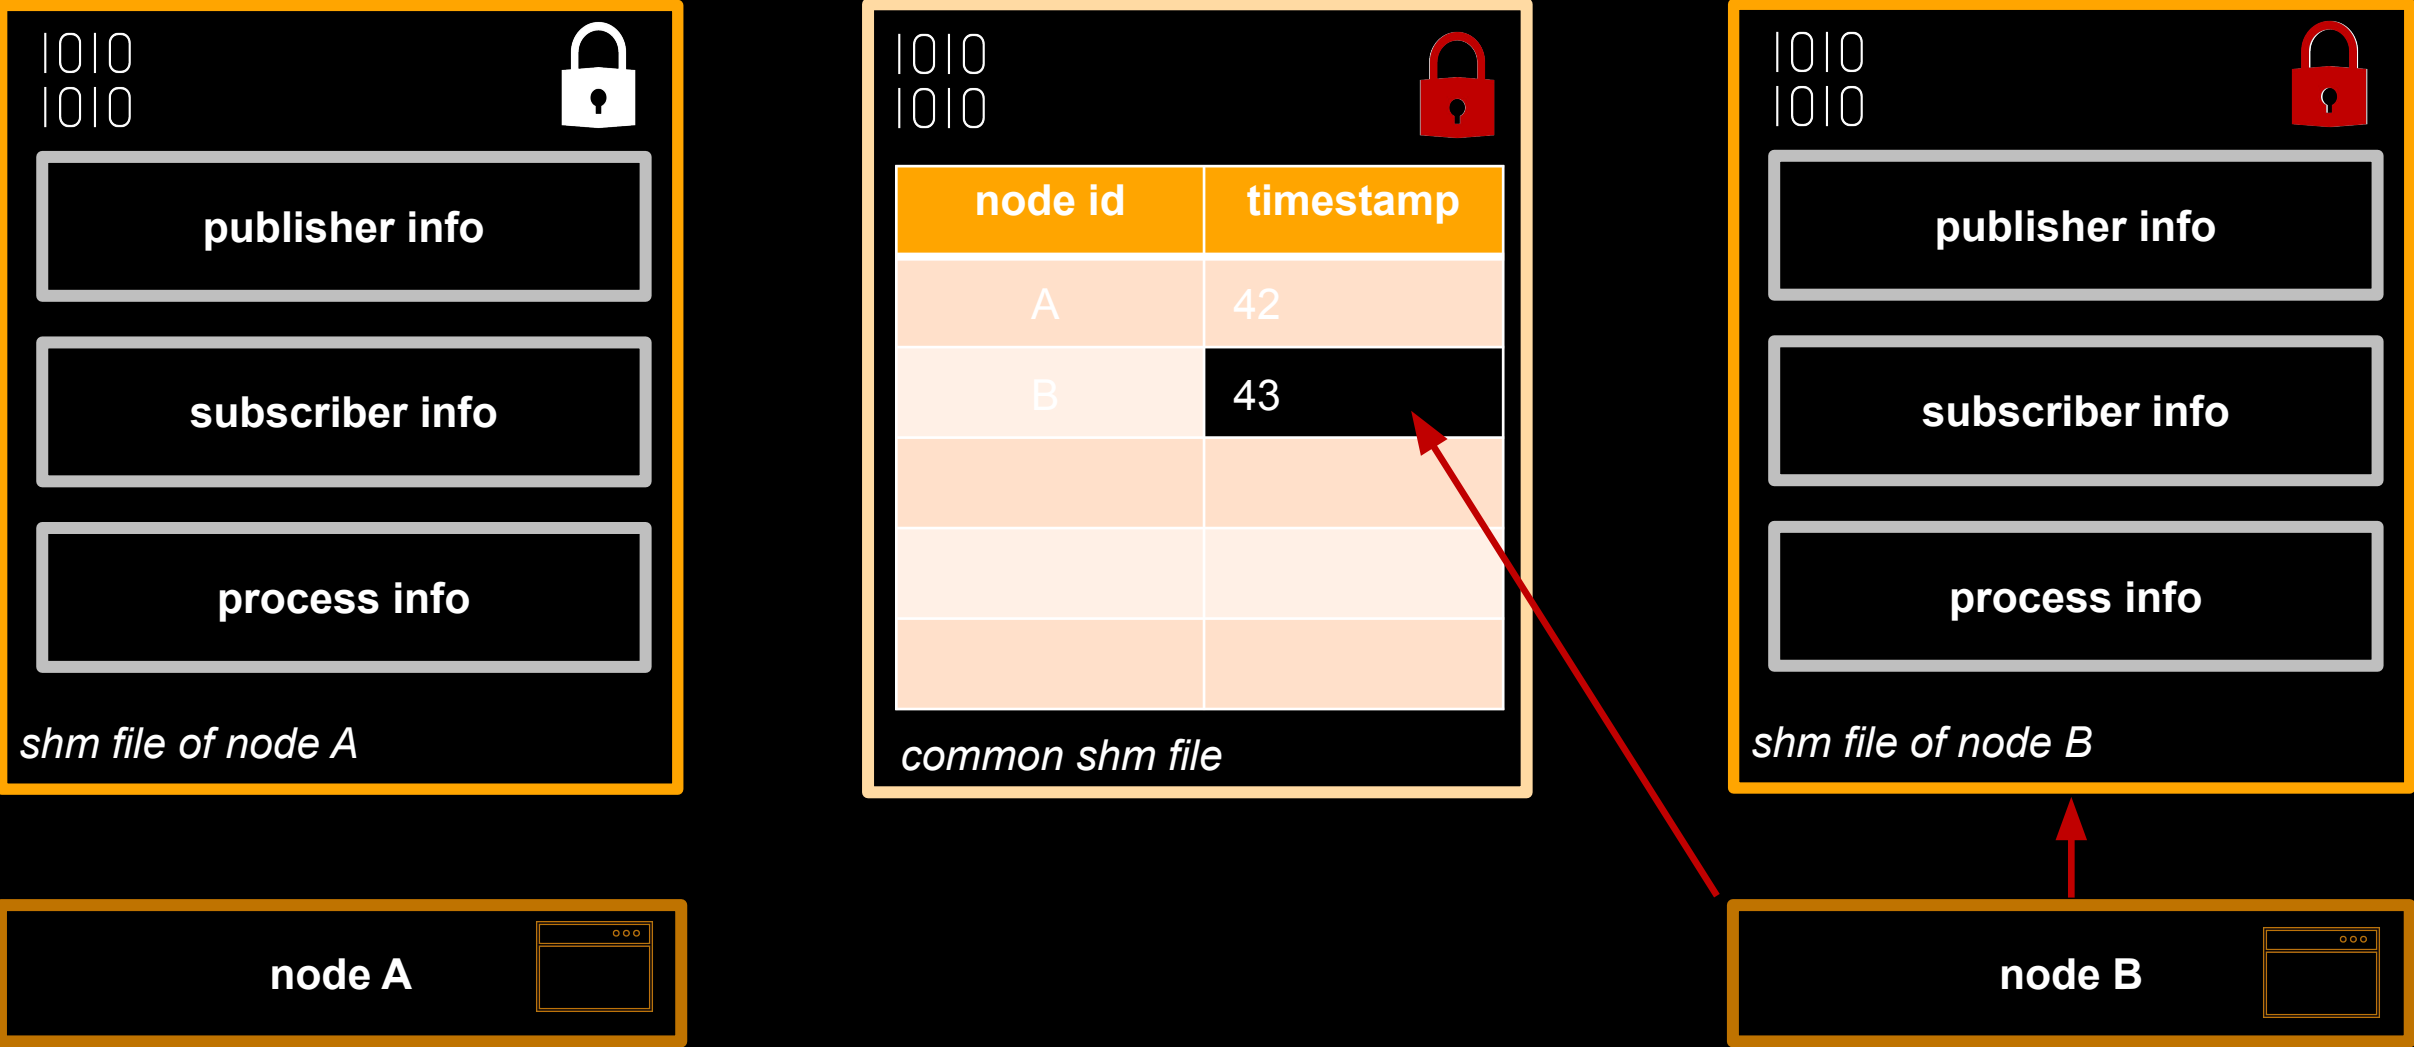 1010
1010
publisher info
subscriber info
process info
shm file of node A
node A
1010
1010
node id timestamp
A 42
B 43
common shm file
1010
1010
publisher info
subscriber info
process info
shm file of node B
node B